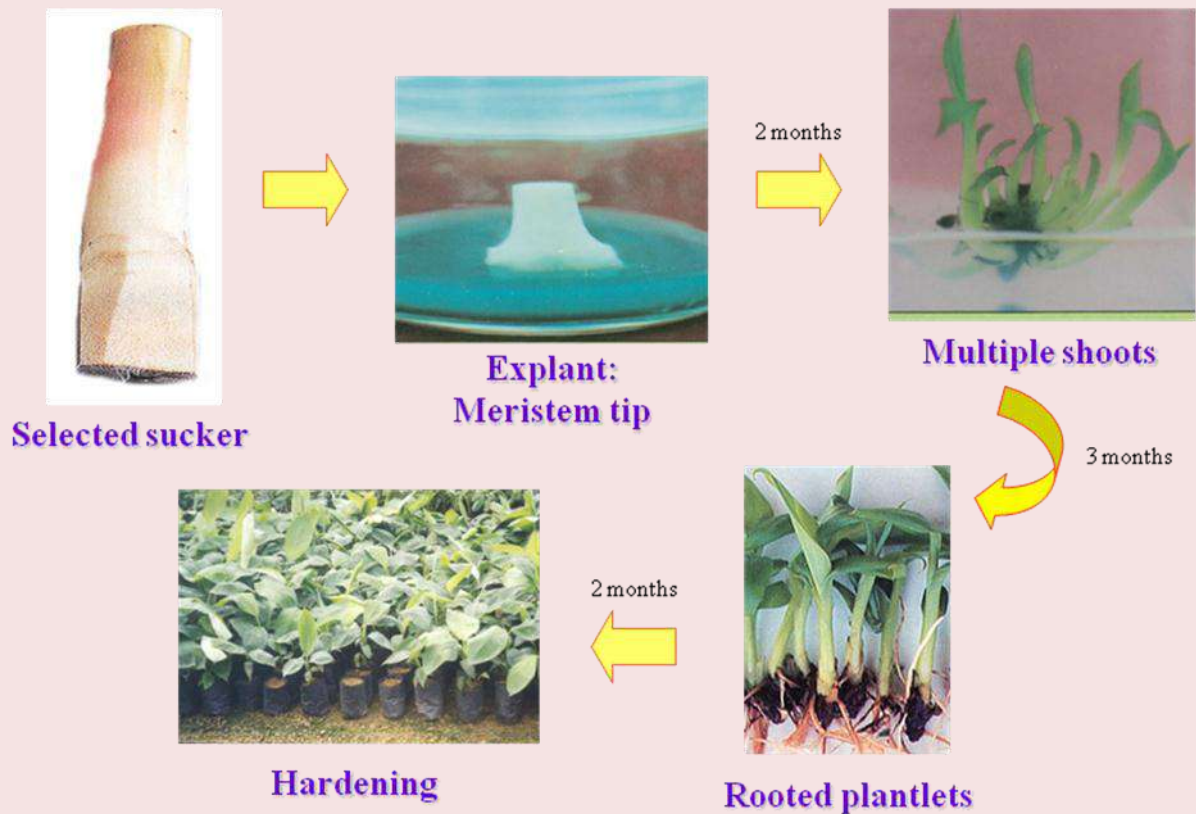 Selected sucker
Explant:
Meristem tip
2 months
Multiple shoots
3 months
Rooted plantlets
2 months
Hardening